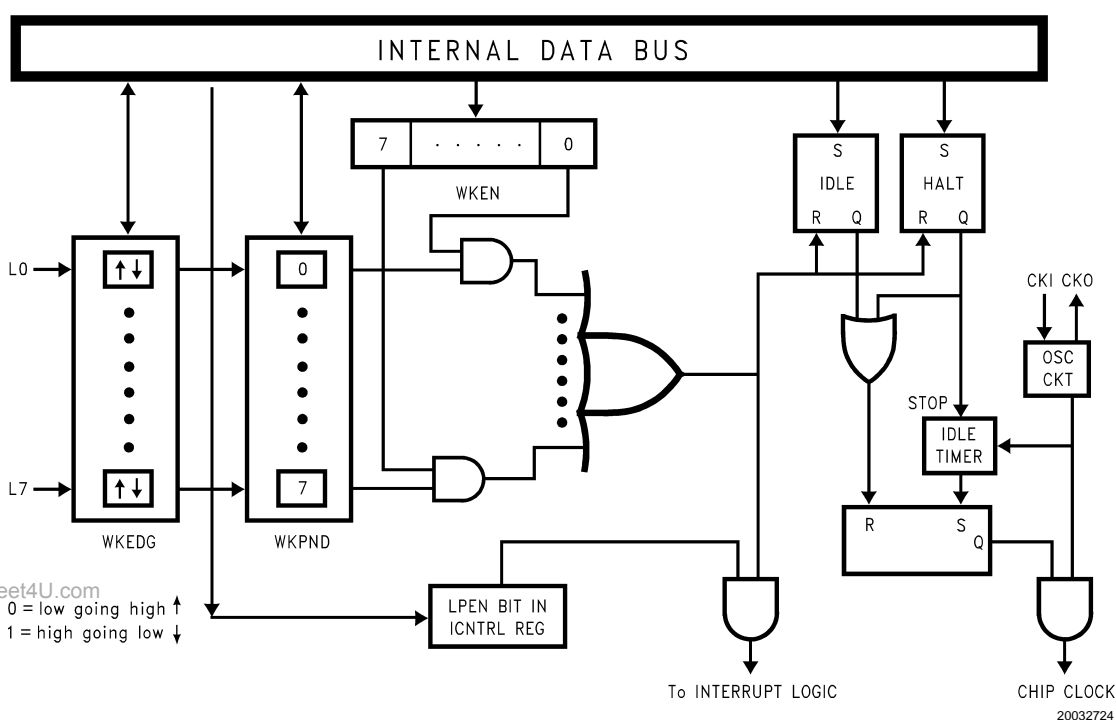 INTERNAL DATA BUS
7 . . . . . 0
WKEN
S
IDLE
R Q
S
HALT
R Q
L0
0
CKI CKO
OSC
CKT
STOP
IDLE
TIMER
L7
7
WKEDG
WKPND
R S
Q
eet4U.com
0 = low going high ↑
1 = high going low ↓
LPEN BIT IN
ICNTRL REG
To INTERRUPT LOGIC
CHIP CLOCK
20032724